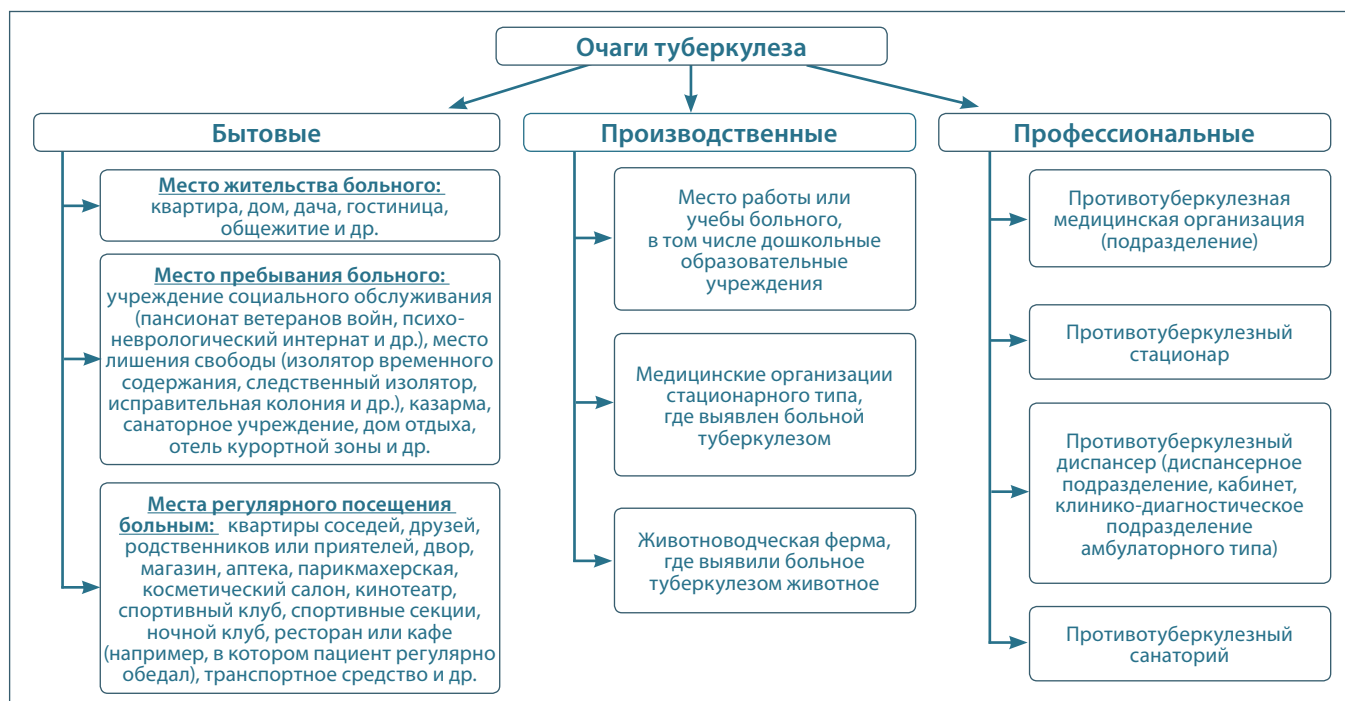 Очаги туберкулеза
Бытовые
Место жительства больного:
квартира, дом, дача, гостиница,
общежитие и др.
Место пребывания больного:
учреждение социального обслуживания
(пансионат ветеранов войн, психо-
неврологический интернат и др.), место
лишения свободы (изолятор временного
содержания, следственный изолятор,
исправительная колония и др.), казарма,
санаторное учреждение, дом отдыха,
отель курортной зоны и др.
Места регулярного посещения
больным: квартиры соседей, друзей,
родственников или приятелей, двор,
магазин, аптека, парикмахерская,
косметический салон, кинотеатр,
спортивный клуб, спортивные секции,
ночной клуб, ресторан или кафе
(например, в котором пациент регулярно
обедал), транспортное средство и др.
Производственные
Место работы или
учебы больного,
в том числе дошкольные
образовательные
учреждения
Медицинские организации
стационарного типа,
где выявлен больной
туберкулезом
Животноводческая ферма,
где выявили больное
туберкулезом животное
Профессиональные
Противотуберкулезная
медицинская организация
(подразделение)
Противотуберкулезный
стационар
Противотуберкулезный
диспансер (диспансерное
подразделение, кабинет,
клинико-диагностическое
подразделение
амбулаторного типа)
Противотуберкулезный
санаторий